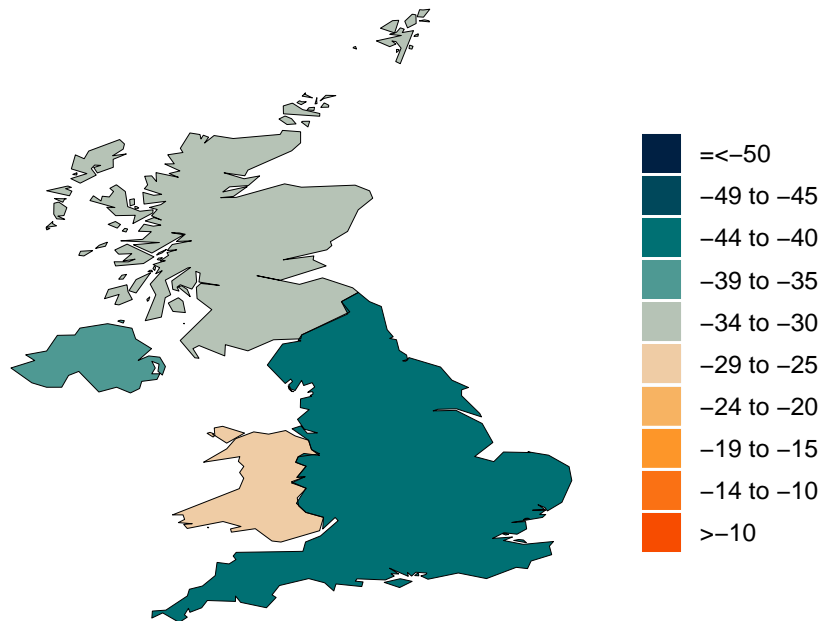 =<−50
−49 to −45
−44 to −40
−39 to −35
−34 to −30
−29 to −25
−24 to −20
−19 to −15
−14 to −10
>−10